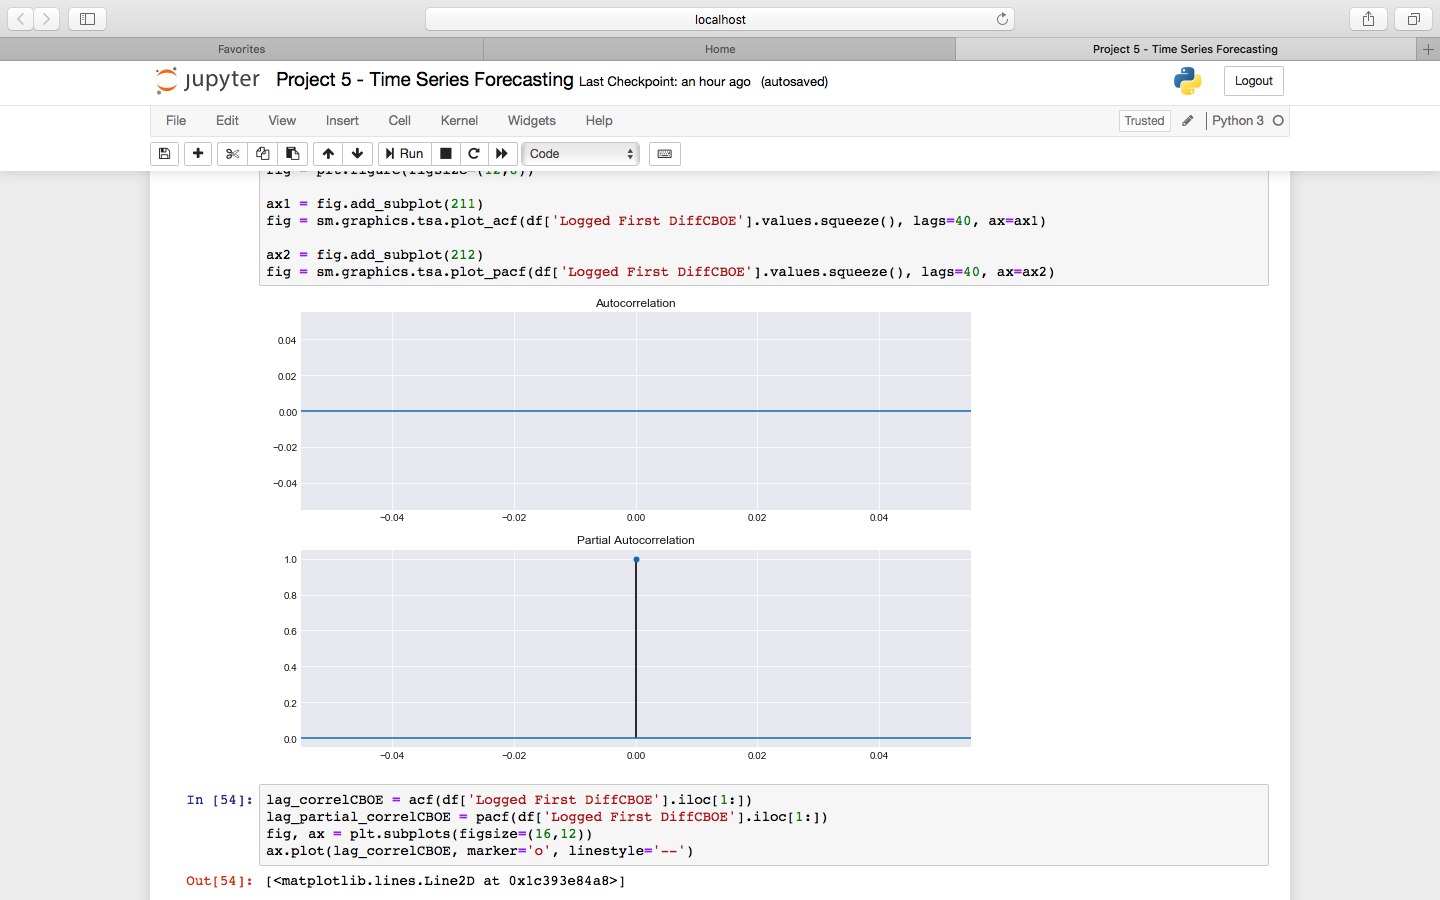 localhost
Favorites
Home
Project 5 - Time Series Forecasting
jupyter Project 5 - Time Series Forecasting Last Checkpoint: an hour ago (autosaved)
Logout
File Edit View Insert Cell Kernel Widgets Help
Trusted
Python 3
Run
Code
fig = plt.figure(figsize=(12,8))
ax1 = fig.add_subplot(211)
fig = sm.graphics.tsa.plot_acf(df['Logged First DiffCBOE'].values.squeeze(), lags=40, ax=ax1)
ax2 = fig.add_subplot(212)
fig = sm.graphics.tsa.plot_pacf(df['Logged First DiffCBOE'].values.squeeze(), lags=40, ax=ax2)
Autocorrelation
0.04
0.02
0.00
−0.02
−0.04
−0.04 −0.02 0.00 0.02 0.04
Partial Autocorrelation
1.0
0.8
0.6
0.4
0.2
0.0
−0.04 −0.02 0.00 0.02 0.04
In [54]: lag_correlCBOE = acf(df['Logged First DiffCBOE'].iloc[1:])
lag_partial_correlCBOE = pacf(df['Logged First DiffCBOE'].iloc[1:])
fig, ax = plt.subplots(figsize=(16,12))
ax.plot(lag_correlCBOE, marker='o', linestyle='--')
Out[54]: [<matplotlib.lines.Line2D at 0x1c393e84a8>]